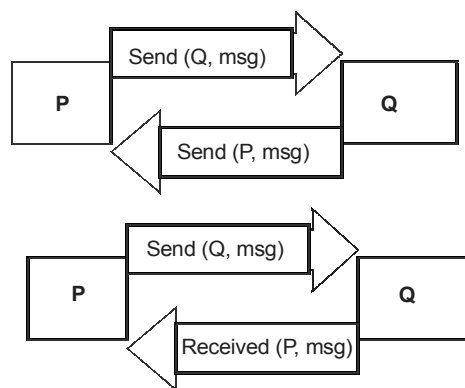 Send (Q, msg)
P
Q
Send (P, msg)
Send (Q, msg)
P
Q
Received (P, msg)